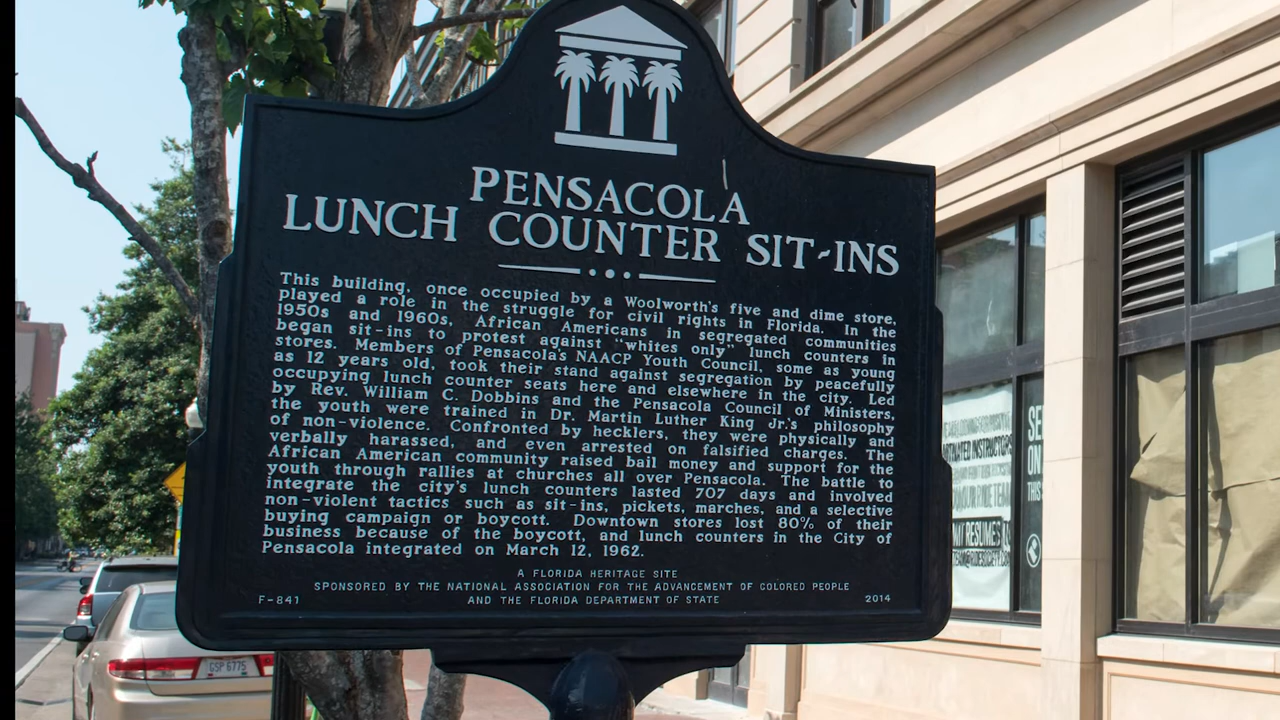 PENSACOLA
LUNCH COUNTER SIT-INS
This building, once occupied by a Woolworth's five and dime store,
played a role in the struggle for civil rights in Florida. In the
1950s and 1960s, African Americans in segregated communities
began sit-ins to protest against "whites only" lunch counters in
stores. Members of Pensacola's NAACP Youth Council, some as young
as 12 years old, took their stand against segregation by peacefully
occupying lunch counter seats here and elsewhere in the city. Led
by Rev. William C. Dobbins and the Pensacola Council of Ministers,
the youth were trained in Dr. Martin Luther King Jr.'s philosophy
of non-violence. Confronted by hecklers, they were physically and
verbally harassed, and even arrested on falsified charges. The
African American community raised bail money and support for the
youth through rallies at churches all over Pensacola. The battle to
integrate the city's lunch counters lasted 707 days and involved
non-violent tactics such as sit-ins, pickets, marches, and a selective
buying campaign or boycott. Downtown stores lost 80% of their
business because of the boycott, and lunch counters in the City of
Pensacola integrated on March 12, 1962.
A FLORIDA HERITAGE SITE
SPONSORED BY THE NATIONAL ASSOCIATION FOR THE ADVANCEMENT OF COLORED PEOPLE
F-841 AND THE FLORIDA DEPARTMENT OF STATE 2014
INSTRUCTORS
RESUMES
ON
THIS
GSP 6775